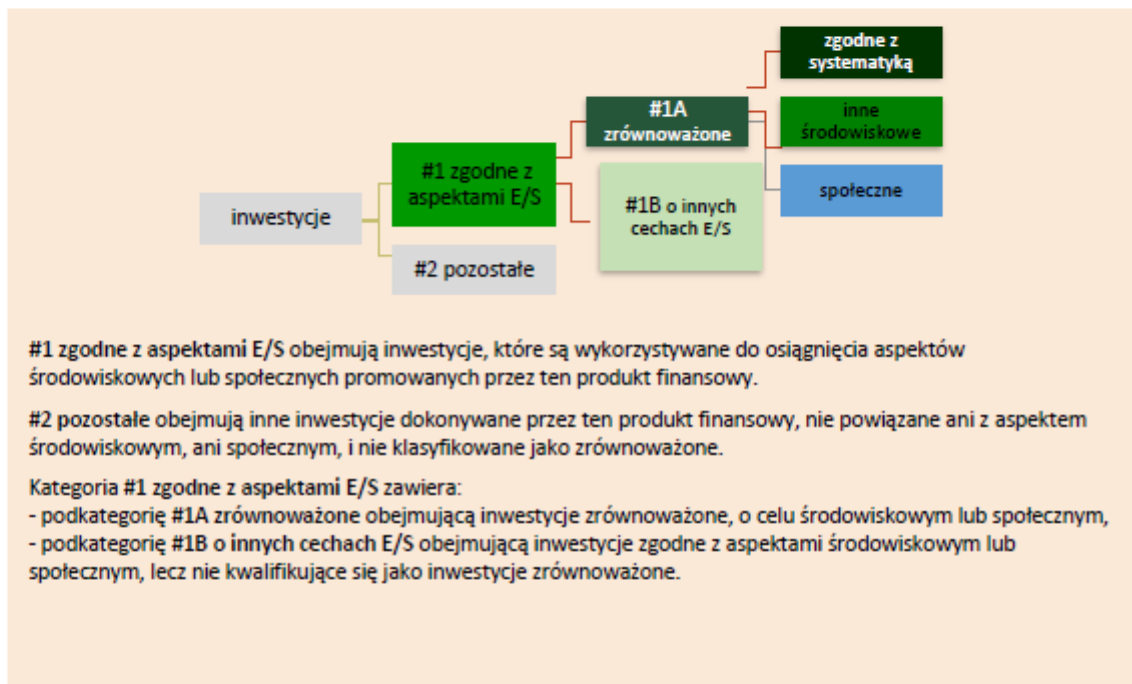 zgodne z
systematyką
#1A
zrównoważone
inne
środowiskowe
#1 zgodne z
aspektami E/S
społeczne
#1B o innych
cechach E/S
inwestycje
#2 pozostałe
#1 zgodne z aspektami E/S obejmują inwestycje, które są wykorzystywane do osiągnięcia aspektów
środowiskowych lub społecznych promowanych przez ten produkt finansowy.
#2 pozostałe obejmują inne inwestycje dokonywane przez ten produkt finansowy, nie powiązane ani z aspektem
środowiskowym, ani społecznym, i nie klasyfikowane jako zrównoważone.
Kategoria #1 zgodne z aspektami E/S zawiera:
- podkategorię #1A zrównoważone obejmującą inwestycje zrównoważone, o celu środowiskowym lub społecznym,
- podkategorię #1B o innych cechach E/S obejmującą inwestycje zgodne z aspektami środowiskowym lub
społecznym, lecz nie kwalifikujące się jako inwestycje zrównoważone.